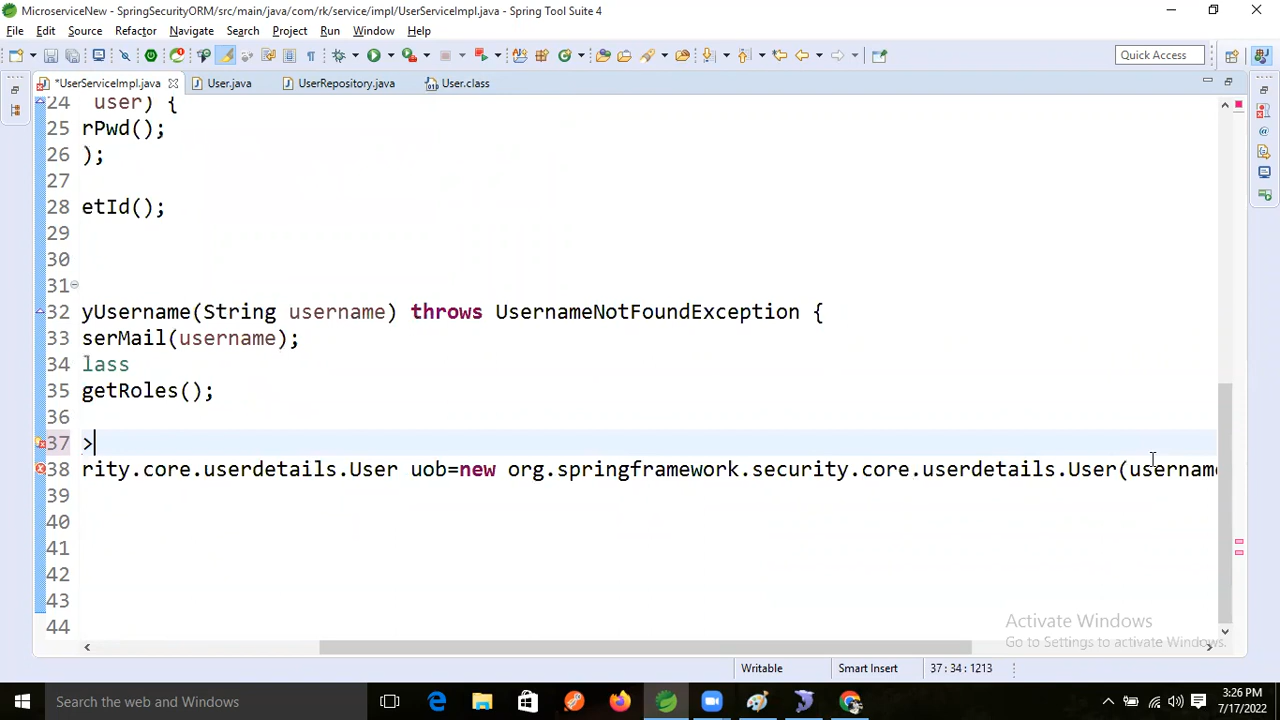 MicroserviceNew - SpringSecurityORM/src/main/java/com/rk/service/impl/UserServiceImpl.java - Spring Tool Suite 4
File Edit Source Refactor Navigate Search Project Run Window Help
Quick Access
*UserServiceImpl.java User.java UserRepository.java User.class
24 user) {
25 rPwd();
26 );
27
28 etId();
29
30
31
32 yUsername(String username) throws UsernameNotFoundException {
33 serMail(username);
34 lass
35 getRoles();
36
37 >
38 rity.core.userdetails.User uob=new org.springframework.security.core.userdetails.User(username
39
40
41
42
43
44
Activate Windows
Go to Settings to activate Windows.
Writable Smart Insert 37 : 34 : 1213
Search the web and Windows
3:26 PM
7/17/2022